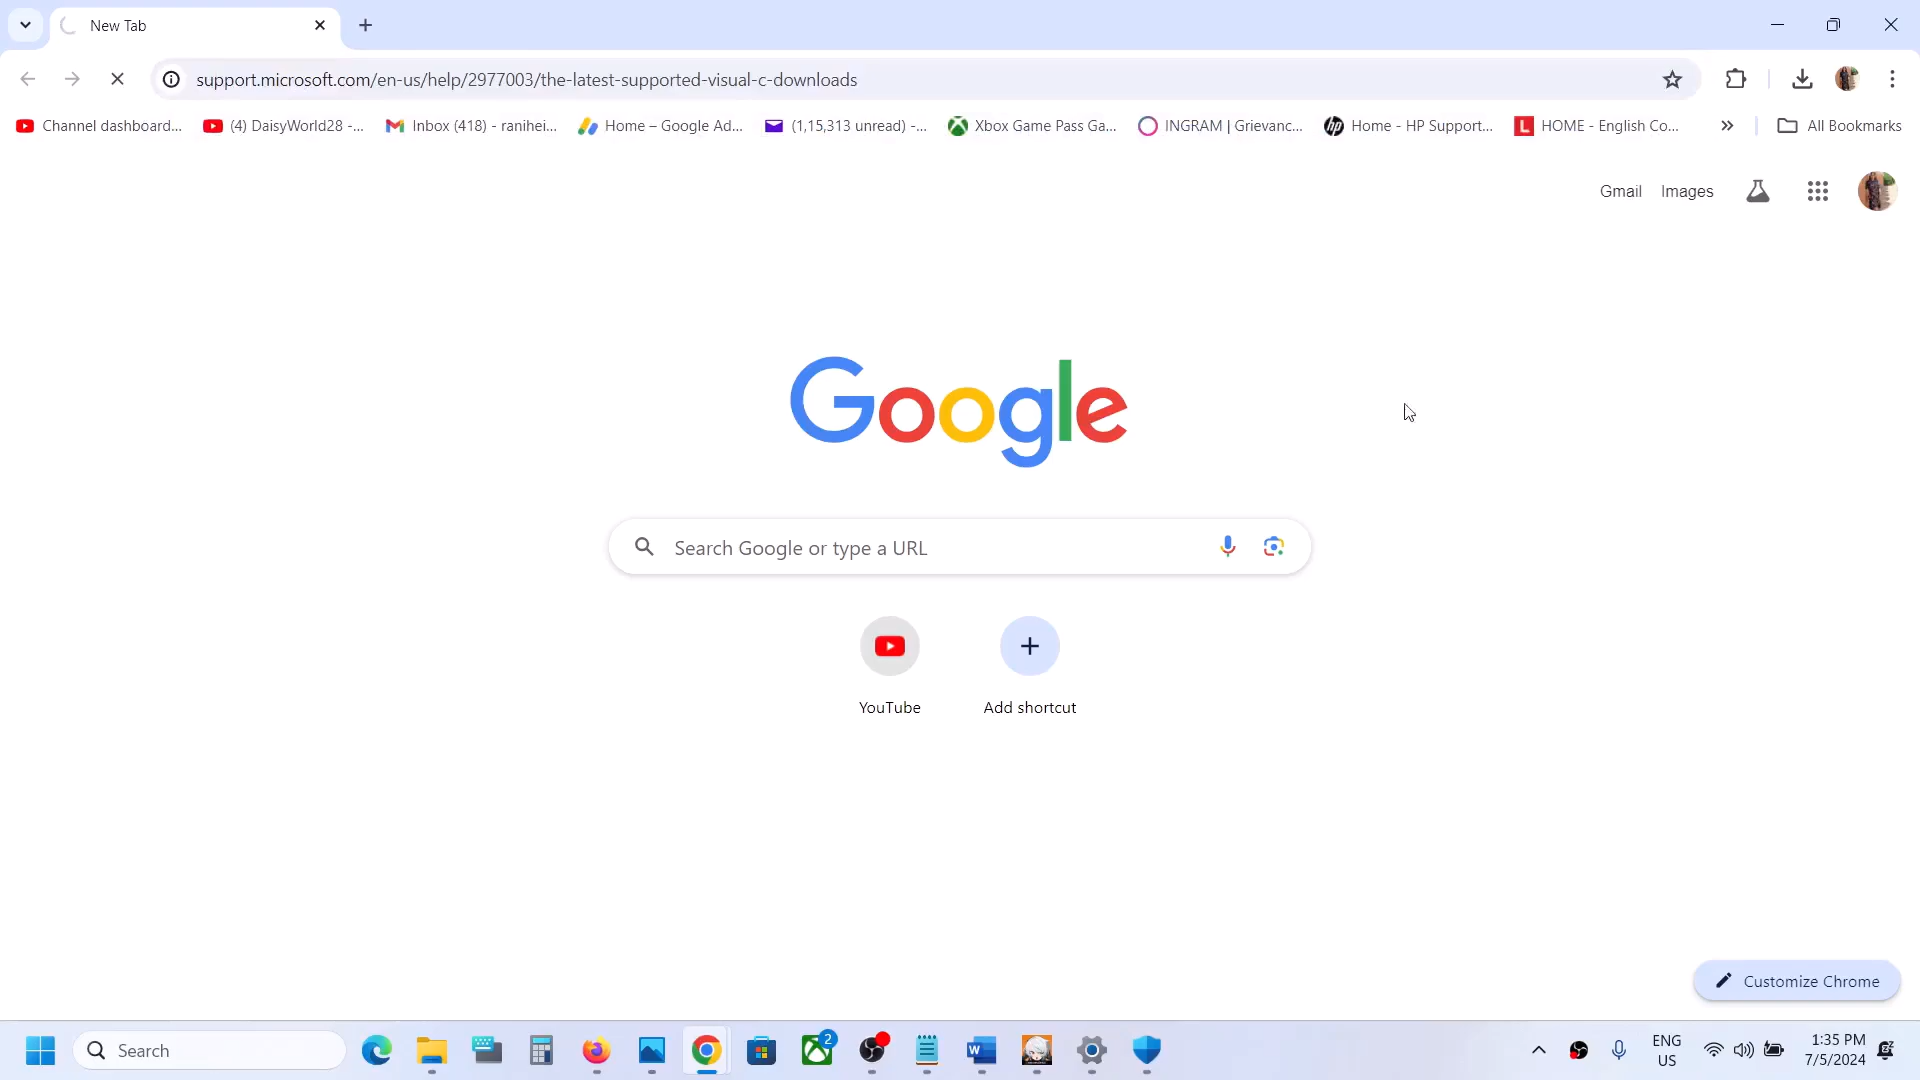 New Tab
support.microsoft.com/en-us/help/2977003/the-latest-supported-visual-c-downloads
Channel dashboard... (4) DaisyWorld28 -... Inbox (418) - ranihei... Home – Google Ad... (1,15,313 unread) -... Xbox Game Pass Ga... INGRAM | Grievanc... hp Home - HP Support... L HOME - English Co... All Bookmarks
Gmail Images
Google
Search Google or type a URL
YouTube Add shortcut
Customize Chrome
Search 2 W ENG 1:35 PM
US 7/5/2024